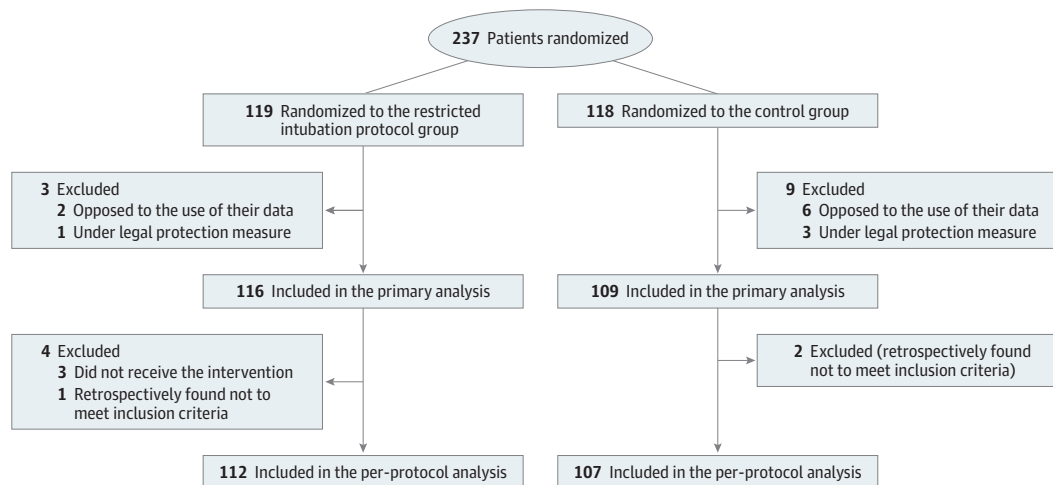 237 Patients randomized
119 Randomized to the restricted
intubation protocol group
118 Randomized to the control group
3 Excluded
2 Opposed to the use of their data
1 Under legal protection measure
9 Excluded
6 Opposed to the use of their data
3 Under legal protection measure
116 Included in the primary analysis
109 Included in the primary analysis
4 Excluded
3 Did not receive the intervention
1 Retrospectively found not to
meet inclusion criteria
2 Excluded (retrospectively found
not to meet inclusion criteria)
112 Included in the per-protocol analysis
107 Included in the per-protocol analysis